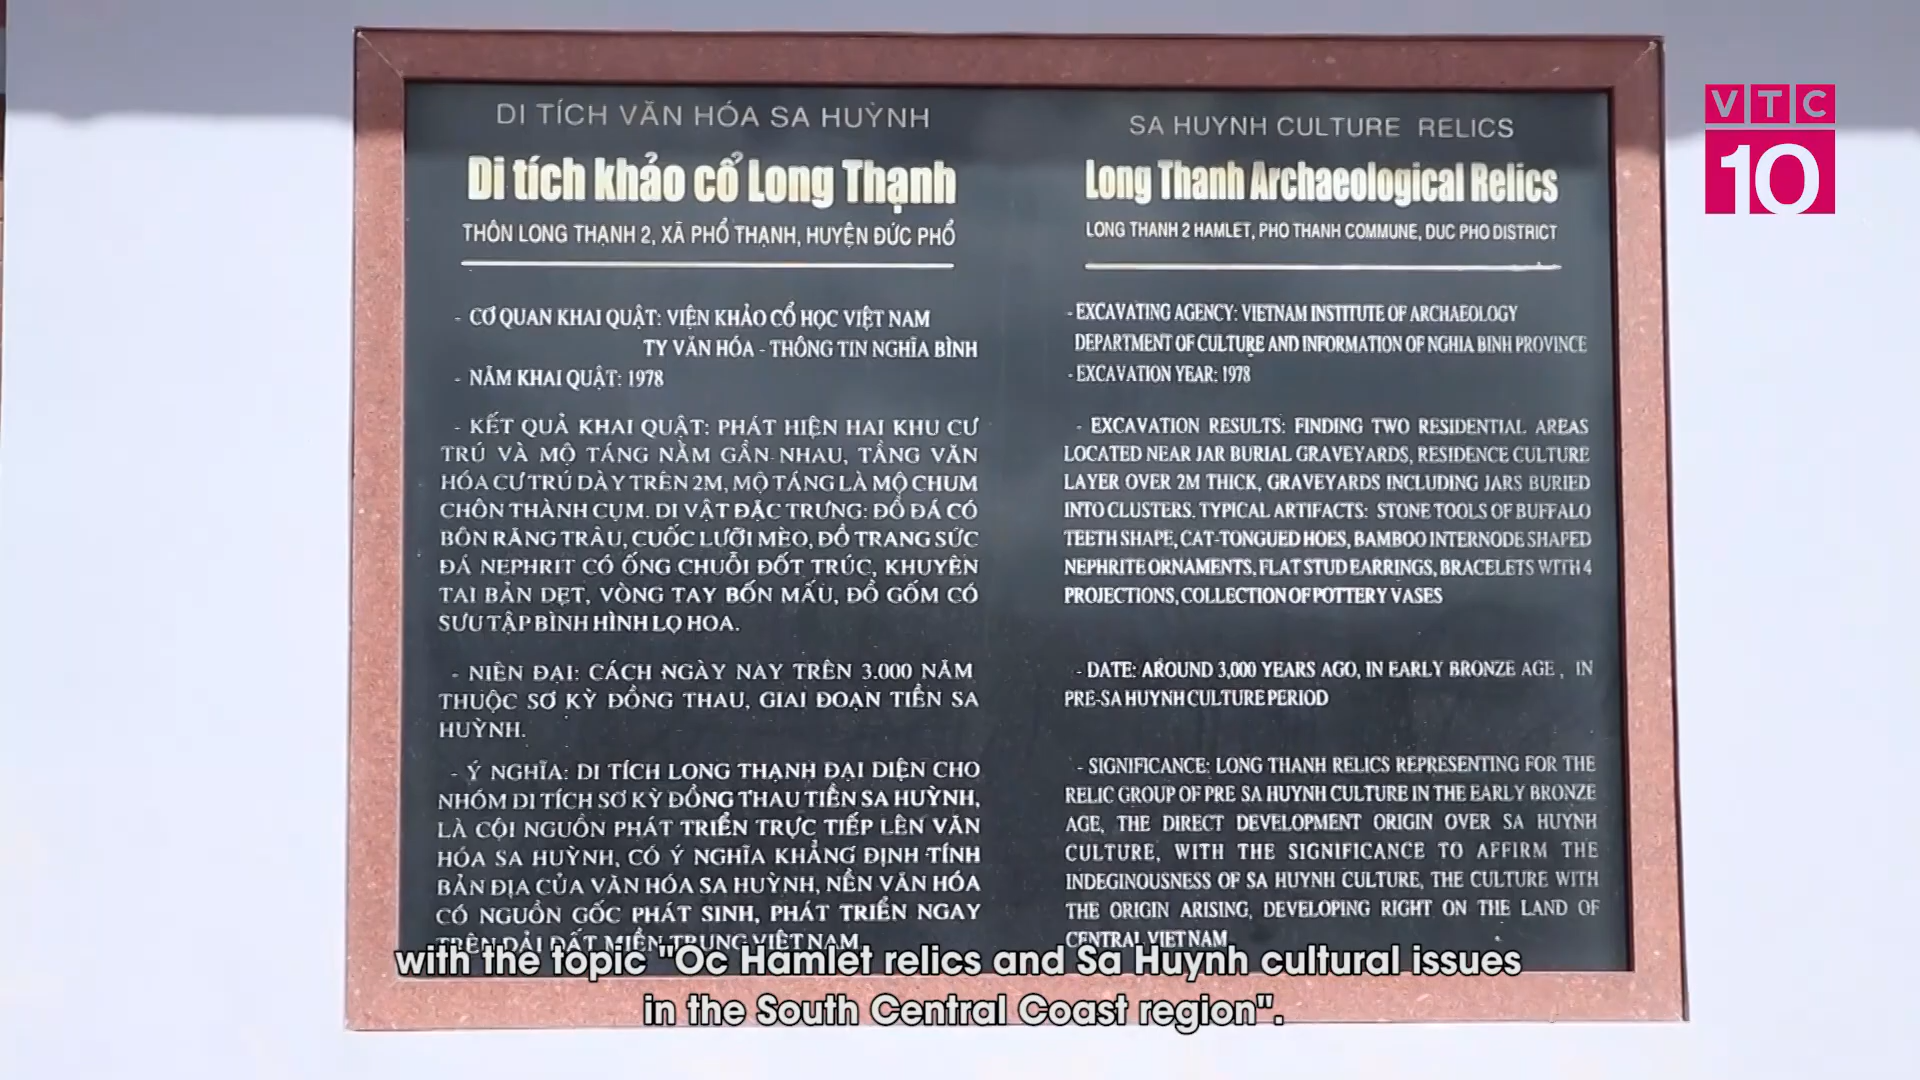 DI TÍCH VĂN HÓA SA HUỲNH
Di tích khảo cổ Long Thạnh
THÔN LONG THẠNH 2, XÃ PHỔ THẠNH, HUYỆN ĐỨC PHỔ
- CƠ QUAN KHAI QUẬT: VIỆN KHẢO CỔ HỌC VIỆT NAM
TY VĂN HÓA - THÔNG TIN NGHĨA BÌNH
- NĂM KHAI QUẬT: 1978
- KẾT QUẢ KHAI QUẬT: PHÁT HIỆN HAI KHU CƯ
TRÚ VÀ MỘ TÁNG NẰM GẦN NHAU, TẦNG VĂN
HÓA CƯ TRÚ DÀY TRÊN 2M, MỘ TÁNG LÀ MỘ CHUM
CHÔN THÀNH CỤM. DI VẬT ĐẶC TRƯNG: ĐỒ ĐÁ CÓ
BÔN RĂNG TRÂU, CUỐC LƯỠI MÈO, ĐỒ TRANG SỨC
ĐÁ NEPHRIT CÓ ỐNG CHUỖI ĐỐT TRÚC, KHUYÊN
TAI BẢN DẸT, VÒNG TAY BỐN MẤU, ĐỒ GỐM CÓ
SƯU TẬP BÌNH HÌNH LỌ HOA.
- NIÊN ĐẠI: CÁCH NGÀY NAY TRÊN 3.000 NĂM
THUỘC SƠ KỲ ĐỒNG THAU, GIAI ĐOẠN TIỀN SA
HUỲNH.
- Ý NGHĨA: DI TÍCH LONG THẠNH ĐẠI DIỆN CHO
NHÓM DI TÍCH SƠ KỲ ĐỒNG THAU TIỀN SA HUỲNH,
LÀ CỘI NGUỒN PHÁT TRIỂN TRỰC TIẾP LÊN VĂN
HÓA SA HUỲNH, CÓ Ý NGHĨA KHẲNG ĐỊNH TÍNH
BẢN ĐỊA CỦA VĂN HÓA SA HUỲNH, NỀN VĂN HÓA
CÓ NGUỒN GỐC PHÁT SINH, PHÁT TRIỂN NGAY
TRÊN DẢI ĐẤT MIỀN TRUNG VIỆT NAM
SA HUYNH CULTURE RELICS
Long Thanh Archaeological Relics
LONG THANH 2 HAMLET, PHO THANH COMMUNE, DUC PHO DISTRICT
- EXCAVATING AGENCY: VIETNAM INSTITUTE OF ARCHAEOLOGY
DEPARTMENT OF CULTURE AND INFORMATION OF NGHIA BINH PROVINCE
- EXCAVATION YEAR: 1978
- EXCAVATION RESULTS: FINDING TWO RESIDENTIAL AREAS
LOCATED NEAR JAR BURIAL GRAVEYARDS, RESIDENCE CULTURE
LAYER OVER 2M THICK, GRAVEYARDS INCLUDING JARS BURIED
INTO CLUSTERS. TYPICAL ARTIFACTS: STONE TOOLS OF BUFFALO
TEETH SHAPE, CAT-TONGUED HOES, BAMBOO INTERNODE SHAPED
NEPHRITE ORNAMENTS, FLAT STUD EARRINGS, BRACELETS WITH 4
PROJECTIONS, COLLECTION OF POTTERY VASES
- DATE: AROUND 3,000 YEARS AGO, IN EARLY BRONZE AGE , IN
PRE-SA HUYNH CULTURE PERIOD
- SIGNIFICANCE: LONG THANH RELICS REPRESENTING FOR THE
RELIC GROUP OF PRE SA HUYNH CULTURE IN THE EARLY BRONZE
AGE, THE DIRECT DEVELOPMENT ORIGIN OVER SA HUYNH
CULTURE, WITH THE SIGNIFICANCE TO AFFIRM THE
INDEGINOUSNESS OF SA HUYNH CULTURE, THE CULTURE WITH
THE ORIGIN ARISING, DEVELOPING RIGHT ON THE LAND OF
CENTRAL VIETNAM
VTC
10
with the topic "Oc Hamlet relics and Sa Huynh cultural issues
in the South Central Coast region".